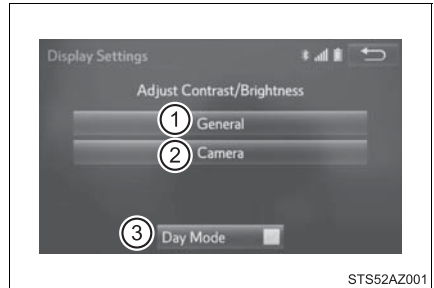 Display Settings
Adjust Contrast/Brightness
1 General
2 Camera
3 Day Mode
STS52AZ001